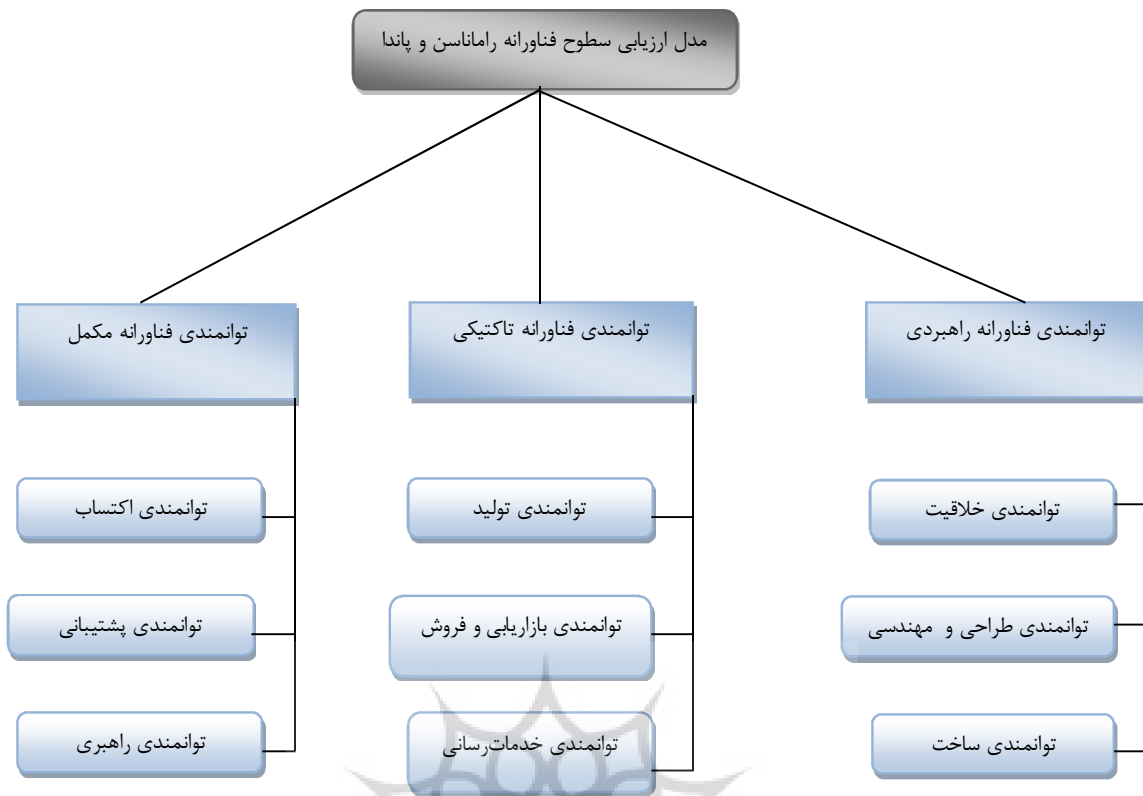 مدل ارزیابی سطوح فناورانه راماناسن و پاندا
توانمندی فناورانه راهبردی
توانمندی خلاقیت
توانمندی طراحی و مهندسی
توانمندی ساخت
توانمندی فناورانه تاکتیکی
توانمندی تولید
توانمندی بازاریابی و فروش
توانمندی خدمات‌رسانی
توانمندی فناورانه مکمل
توانمندی اکتساب
توانمندی پشتیبانی
توانمندی راهبری